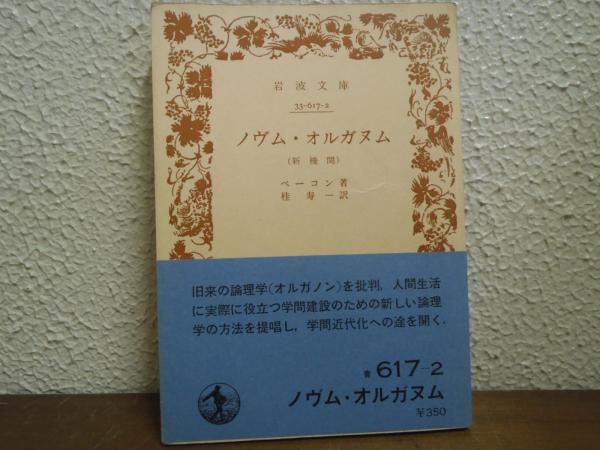 岩波文庫
33-617-2
ノヴム・オルガヌム
(新機関)
ベーコン著
桂寿一訳
旧来の論理学(オルガノン)を批判,人間生活
に実際に役立つ学問建設のための新しい論理
学の方法を提唱し,学問近代化への途を開く.
青 617-2
ノヴム・オルガヌム
¥350